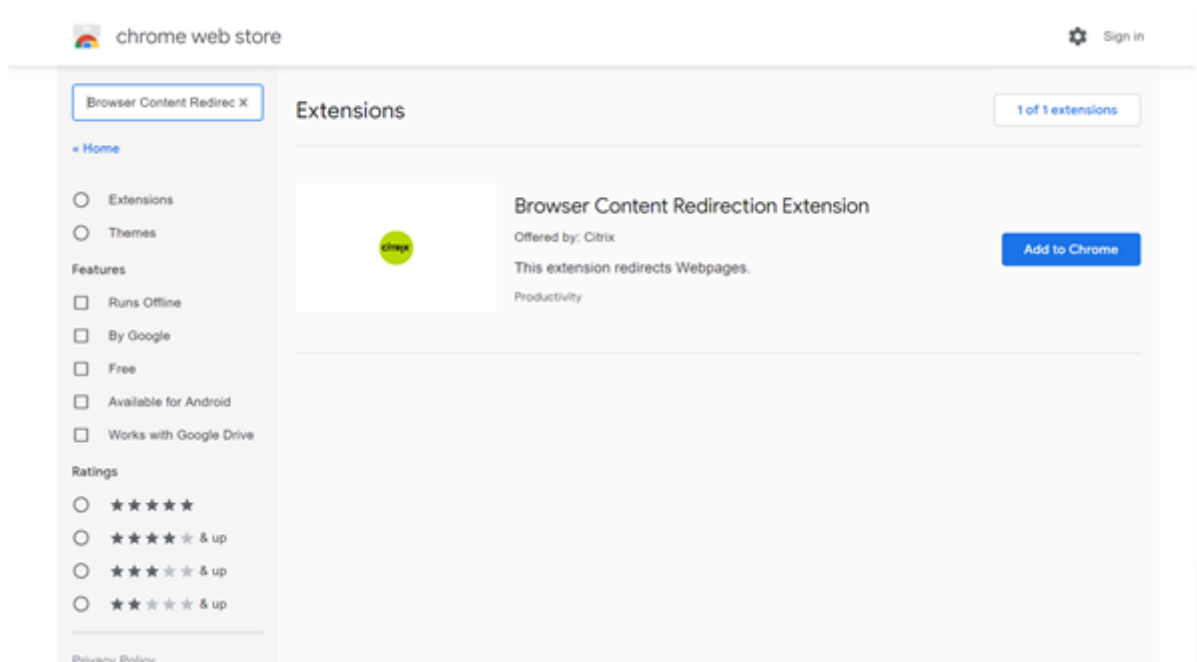 chrome web store
Sign in
Browser Content Redirec ×
Extensions
1 of 1 extensions
« Home
Extensions
Themes
Features
Runs Offline
By Google
Free
Available for Android
Works with Google Drive
Ratings
& up
& up
& up
citrix
Browser Content Redirection Extension
Offered by: Citrix
This extension redirects Webpages.
Productivity
Add to Chrome
Privacy Policy